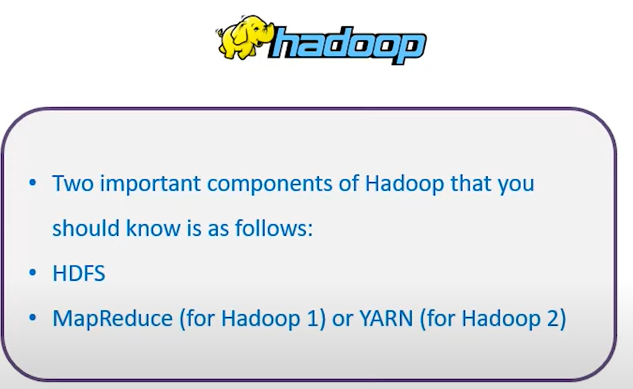 hadoop
• Two important components of Hadoop that you
should know is as follows:
• HDFS
• MapReduce (for Hadoop 1) or YARN (for Hadoop 2)